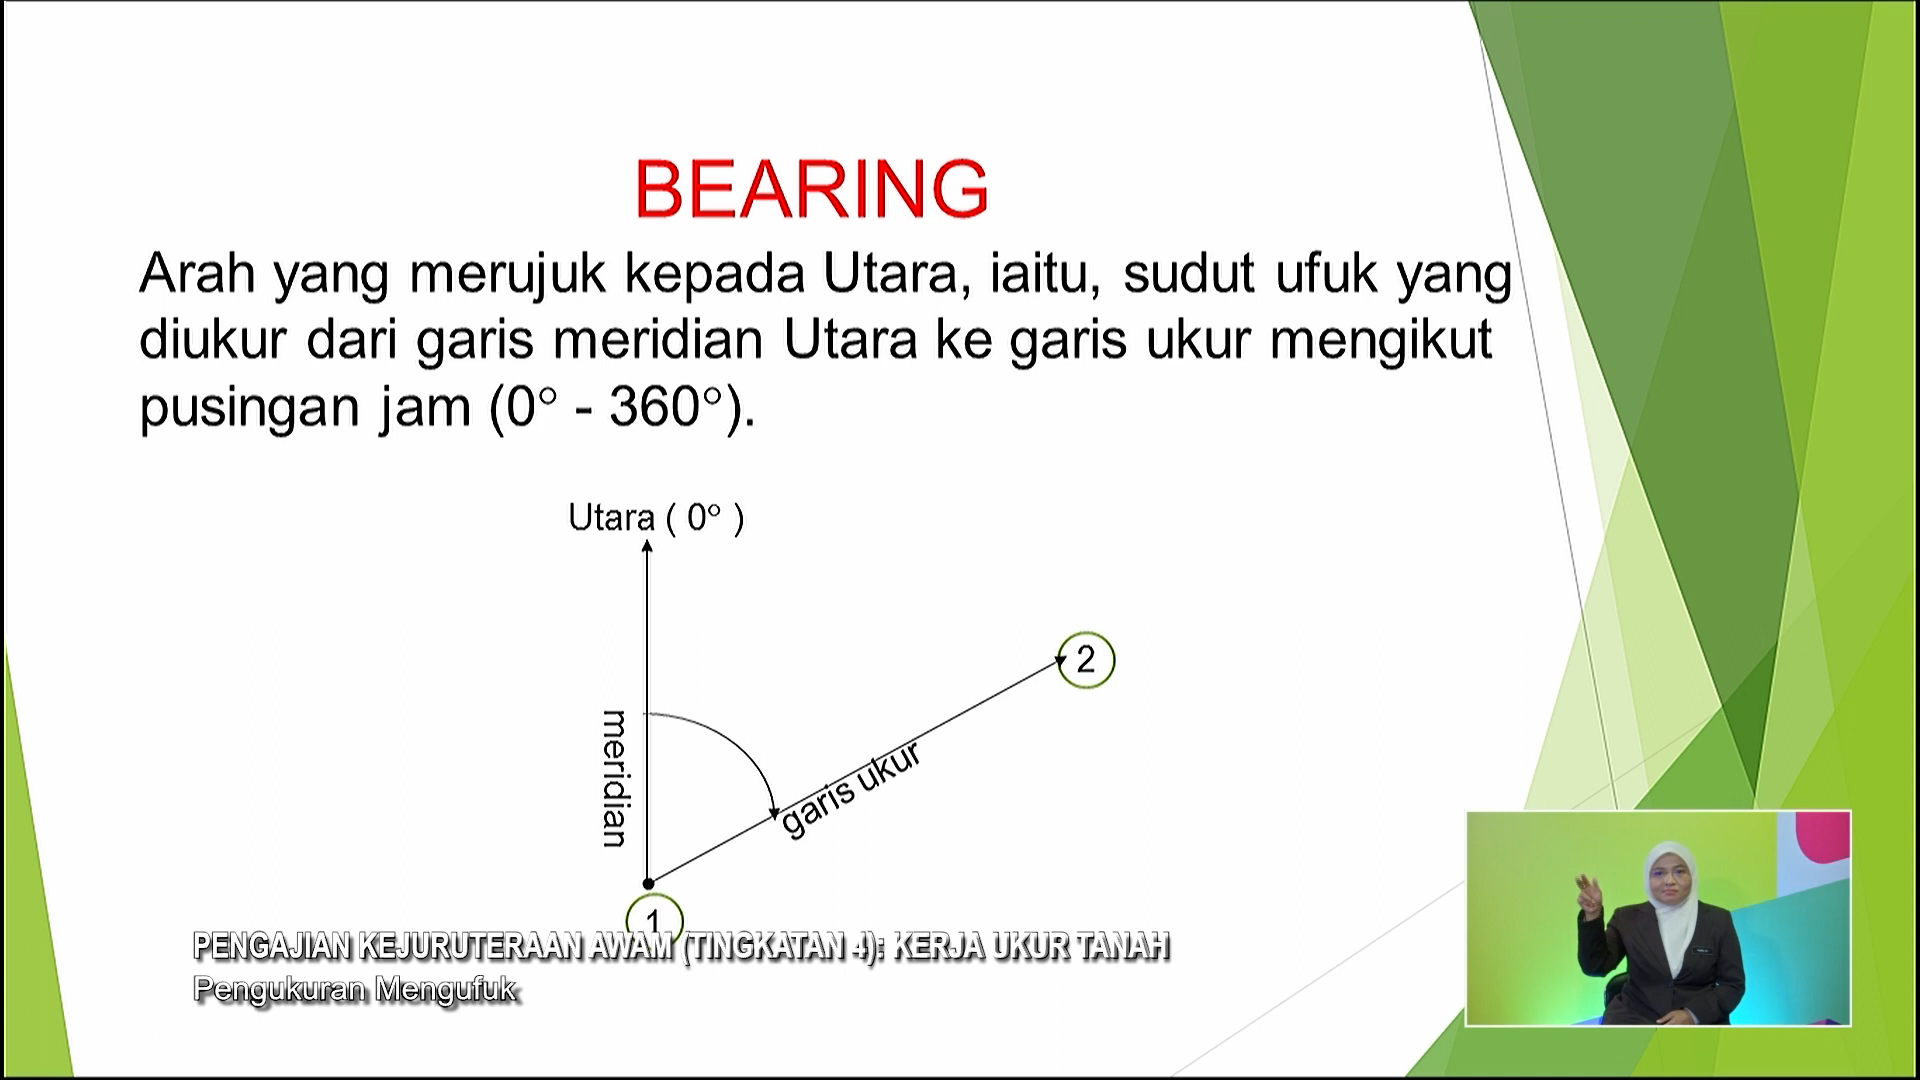 BEARING
Arah yang merujuk kepada Utara, iaitu, sudut ufuk yang
diukur dari garis meridian Utara ke garis ukur mengikut
pusingan jam (0° - 360°).
Utara ( 0° )
2
meridian
garis ukur
1
PENGAJIAN KEJURUTERAAN AWAM (TINGKATAN 4): KERJA UKUR TANAH
Pengukuran Mengufuk